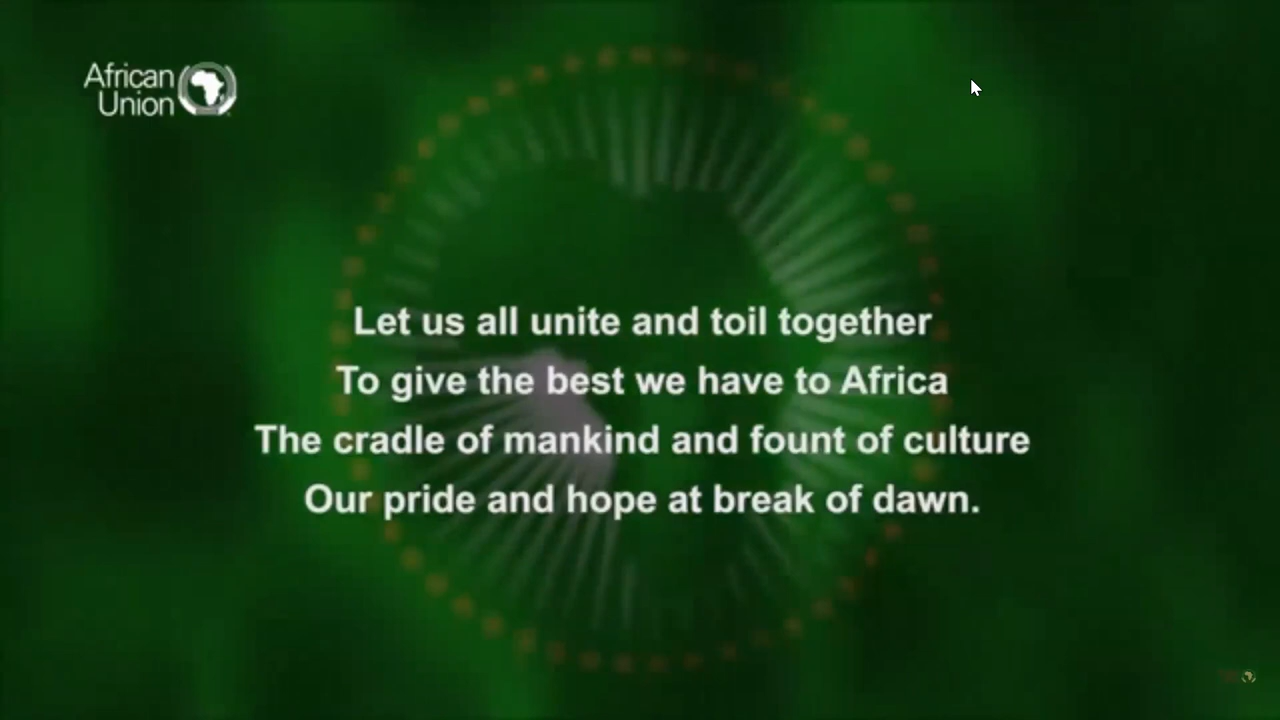 African
Union
Let us all unite and toil together
To give the best we have to Africa
The cradle of mankind and fount of culture
Our pride and hope at break of dawn.